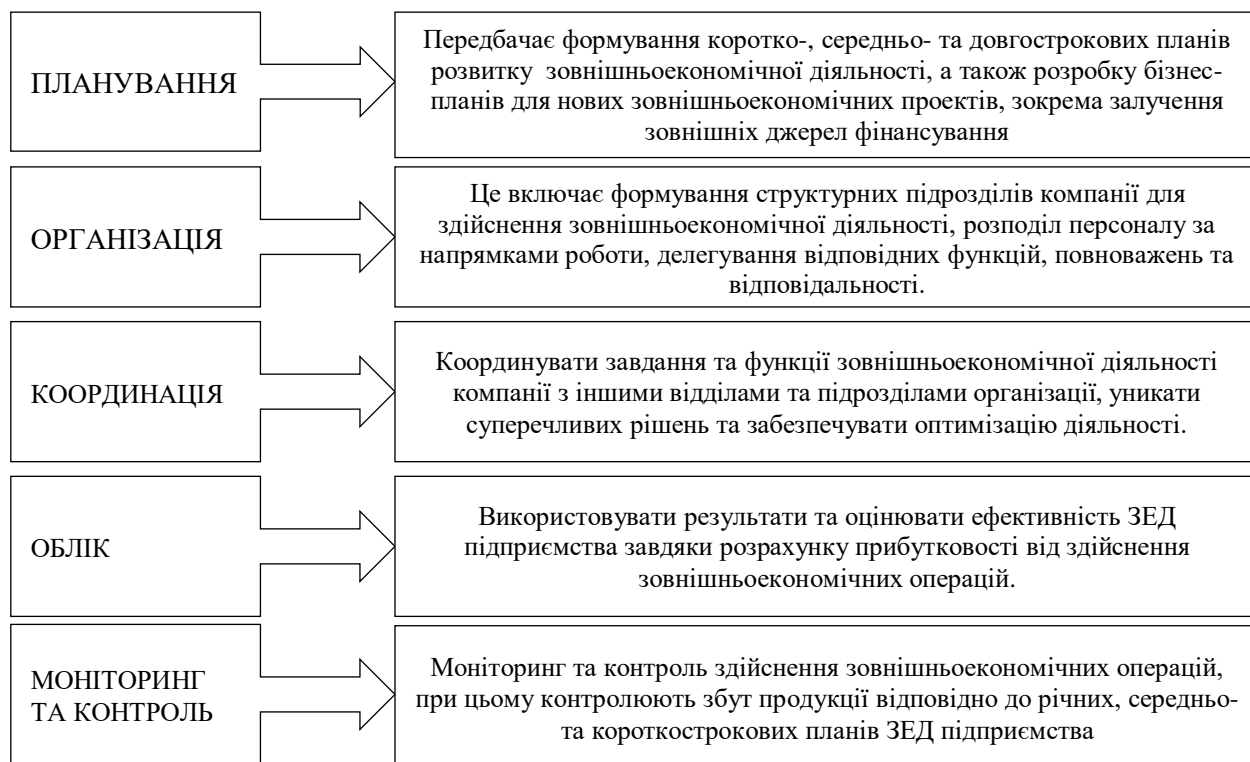 ПЛАНУВАННЯ
Передбачає формування коротко-, середньо- та довгострокових планів
розвитку зовнішньоекономічної діяльності, а також розробку бізнес-
планів для нових зовнішньоекономічних проектів, зокрема залучення
зовнішніх джерел фінансування
ОРГАНІЗАЦІЯ
Це включає формування структурних підрозділів компанії для
здійснення зовнішньоекономічної діяльності, розподіл персоналу за
напрямками роботи, делегування відповідних функцій, повноважень та
відповідальності.
КООРДИНАЦІЯ
Координувати завдання та функції зовнішньоекономічної діяльності
компанії з іншими відділами та підрозділами організації, уникати
суперечливих рішень та забезпечувати оптимізацію діяльності.
ОБЛІК
Використовувати результати та оцінювати ефективність ЗЕД
підприємства завдяки розрахунку прибутковості від здійснення
зовнішньоекономічних операцій.
МОНІТОРИНГ
ТА КОНТРОЛЬ
Моніторинг та контроль здійснення зовнішньоекономічних операцій,
при цьому контролюють збут продукції відповідно до річних, середньо-
та короткострокових планів ЗЕД підприємства